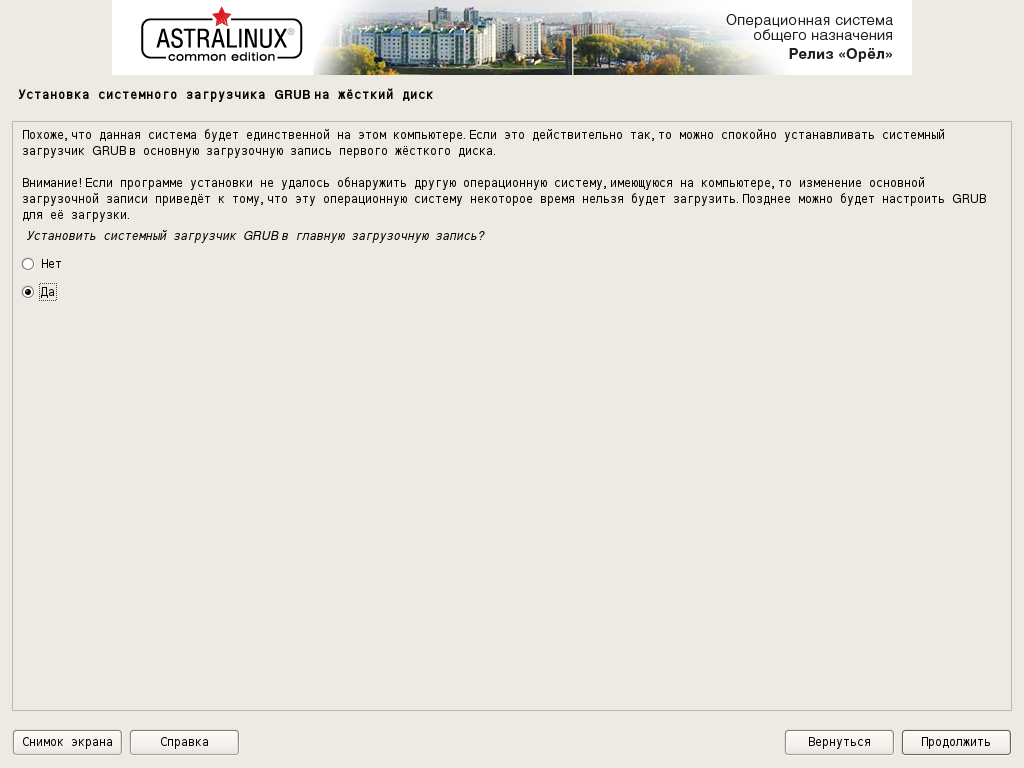 ASTRALINUX®
common edition
Операционная система
общего назначения
Релиз «Орёл»
Установка системного загрузчика GRUB на жёсткий диск
Похоже, что данная система будет единственной на этом компьютере. Если это действительно так, то можно спокойно устанавливать системный
загрузчик GRUB в основную загрузочную запись первого жёсткого диска.
Внимание! Если программе установки не удалось обнаружить другую операционную систему, имеющуюся на компьютере, то изменение основной
загрузочной записи приведёт к тому, что эту операционную систему некоторое время нельзя будет загрузить. Позднее можно будет настроить GRUB
для её загрузки.
Установить системный загрузчик GRUB в главную загрузочную запись?
Нет
Да
Снимок экрана
Справка
Вернуться
Продолжить